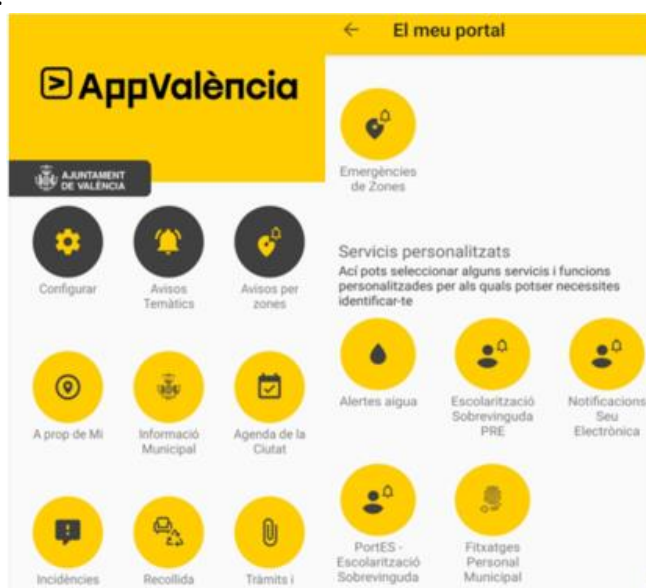 AppValència
AJUNTAMENT
DE VALÈNCIA
Configurar
Avisos
Temàtics
Avisos per
zones
A prop de Mi
Informació
Municipal
Agenda de la
Ciutat
Incidències
Recollida
Tràmits i
El meu portal
Emergències
de Zones
Servicis personalitzats
Ací pots seleccionar alguns servicis i funcions
personalitzades per als quals potser necessites
identificar-te
Alertes aigua
Escolarització
Sobrevinguda
PRE
Notificacions
Seu
Electrònica
PortES -
Escolarització
Sobrevinguda
Fitxatges
Personal
Municipal